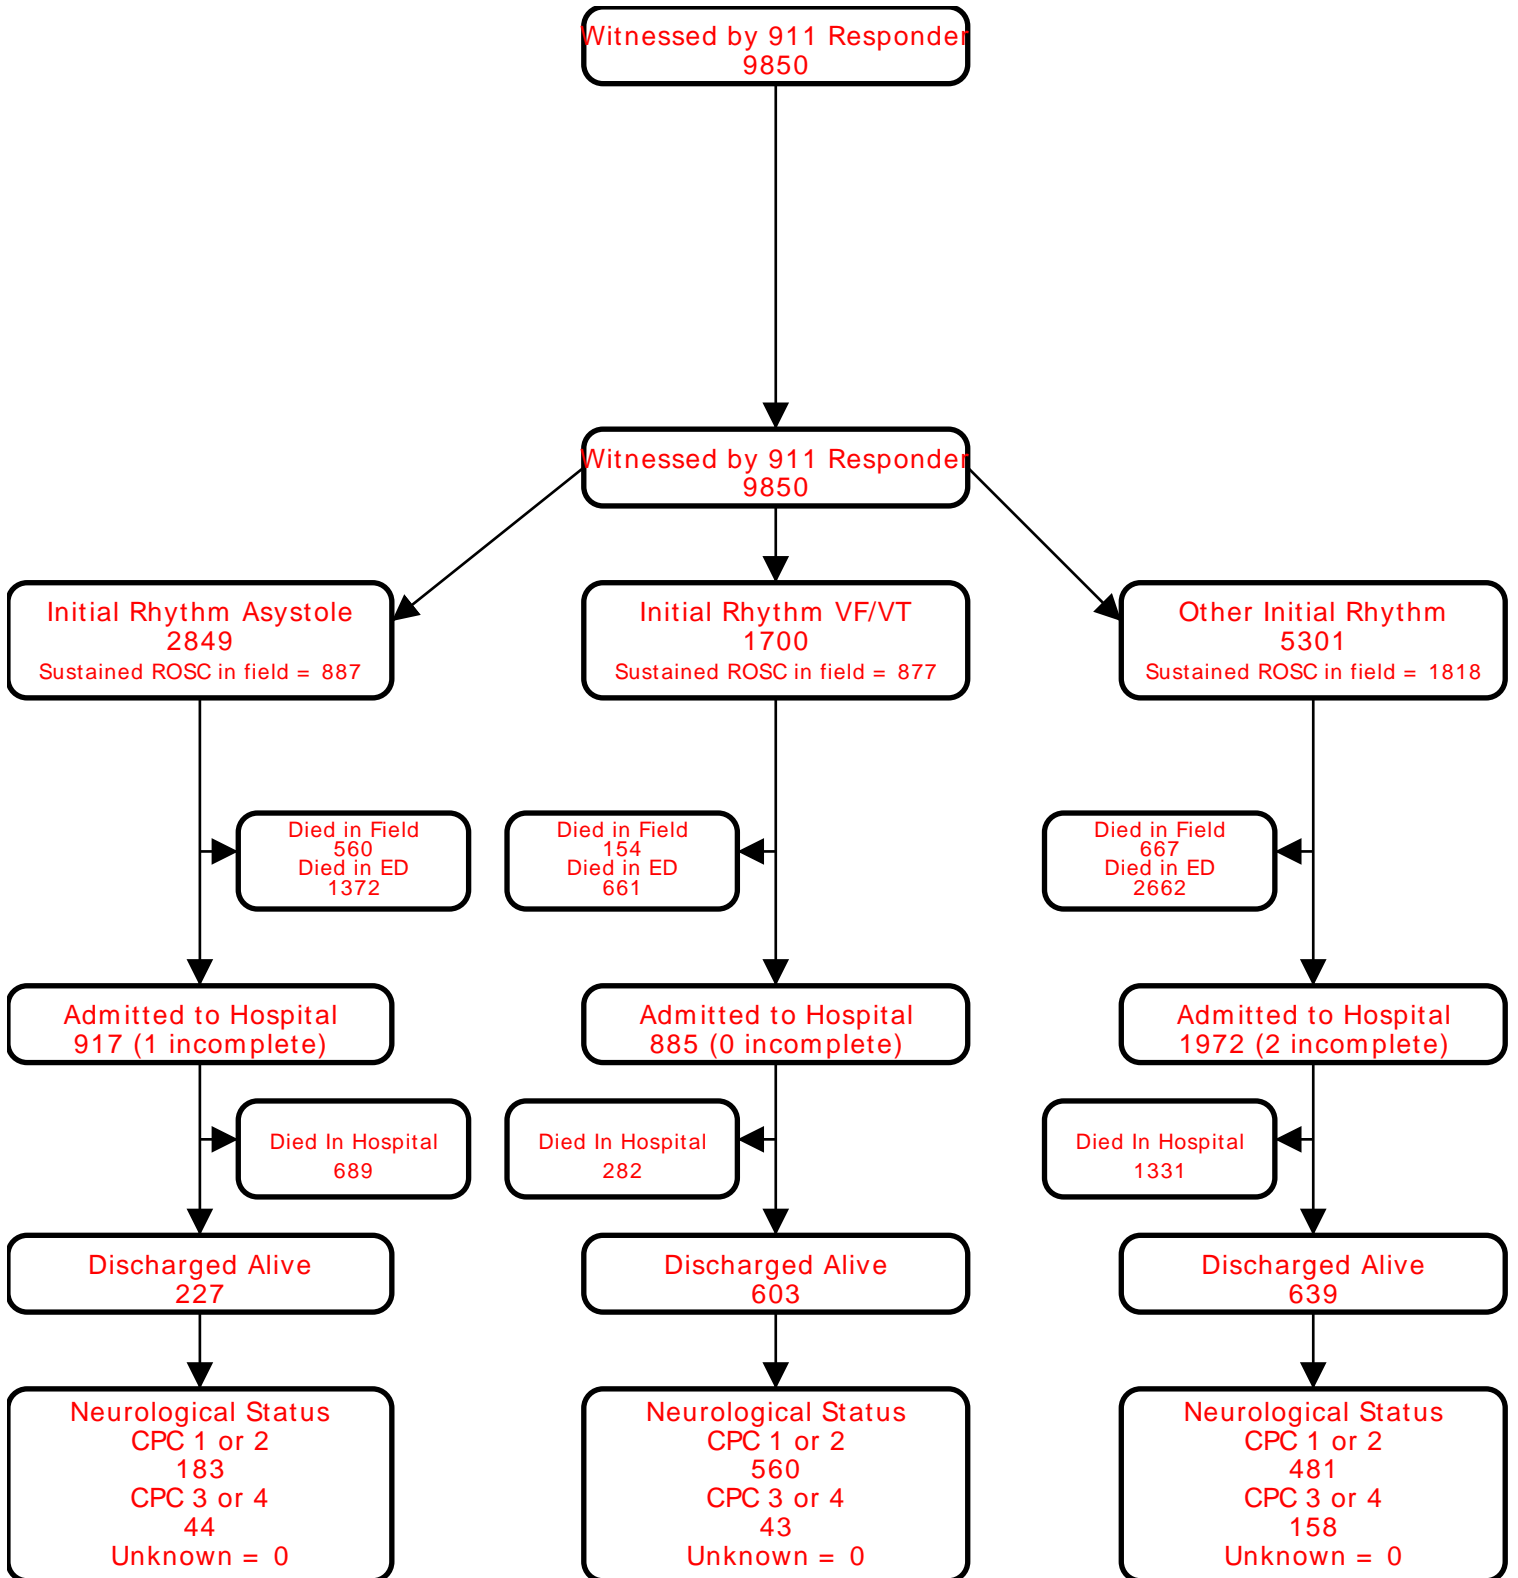 Witnessed by 911 Responder
9850
Witnessed by 911 Responder
9850
Initial Rhythm Asystole
2849
Sustained ROSC in field = 887
Initial Rhythm VF/VT
1700
Sustained ROSC in field = 877
Other Initial Rhythm
5301
Sustained ROSC in field = 1818
Died in Field
560
Died in ED
1372
Died in Field
154
Died in ED
661
Died in Field
667
Died in ED
2662
Admitted to Hospital
917 (1 incomplete)
Admitted to Hospital
885 (0 incomplete)
Admitted to Hospital
1972 (2 incomplete)
Died In Hospital
689
Died In Hospital
282
Died In Hospital
1331
Discharged Alive
227
Discharged Alive
603
Discharged Alive
639
Neurological Status
CPC 1 or 2
183
CPC 3 or 4
44
Unknown = 0
Neurological Status
CPC 1 or 2
560
CPC 3 or 4
43
Unknown = 0
Neurological Status
CPC 1 or 2
481
CPC 3 or 4
158
Unknown = 0